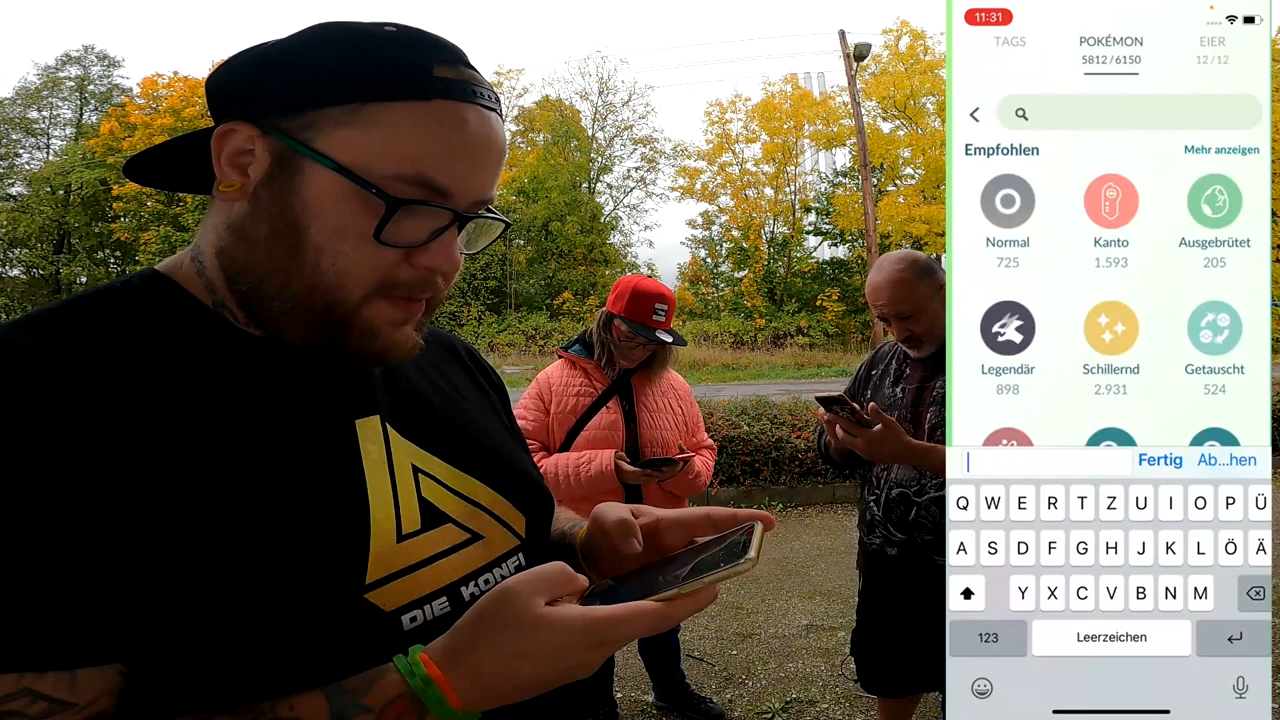 DIE KONFI
11:31
TAGS
POKÉMON
EIER
5812/6150
12/12
Empfohlen
Mehr anzeigen
Normal
Kanto
Ausgebrütet
725
1.593
205
Legendär
Schillernd
Getauscht
898
2.931
524
Fertig
Ab...hen
Q W E R T Z U I O P Ü
A S D F G H J K L Ö Ä
Y X C V B N M
123
Leerzeichen